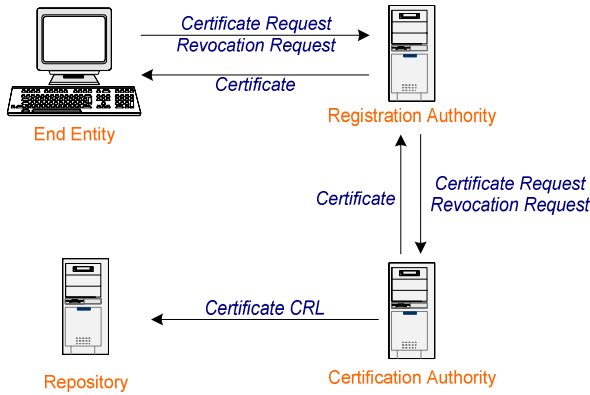 Certificate Request
Revocation Request
Certificate
End Entity
Registration Authority
Certificate
Certificate Request
Revocation Request
Certificate CRL
Repository
Certification Authority